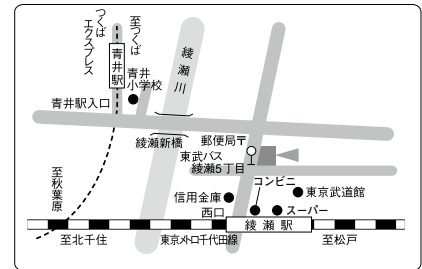 つくば
エクスプレス
至つくば
青井駅
青井
小学校
綾瀬川
青井駅入口
綾瀬新橋
郵便局〒
東武バス
綾瀬5丁目
コンビニ
至秋葉原
信用金庫
東京武道館
西口
スーパー
綾瀬駅
至北千住
東京メトロ千代田線
至松戸